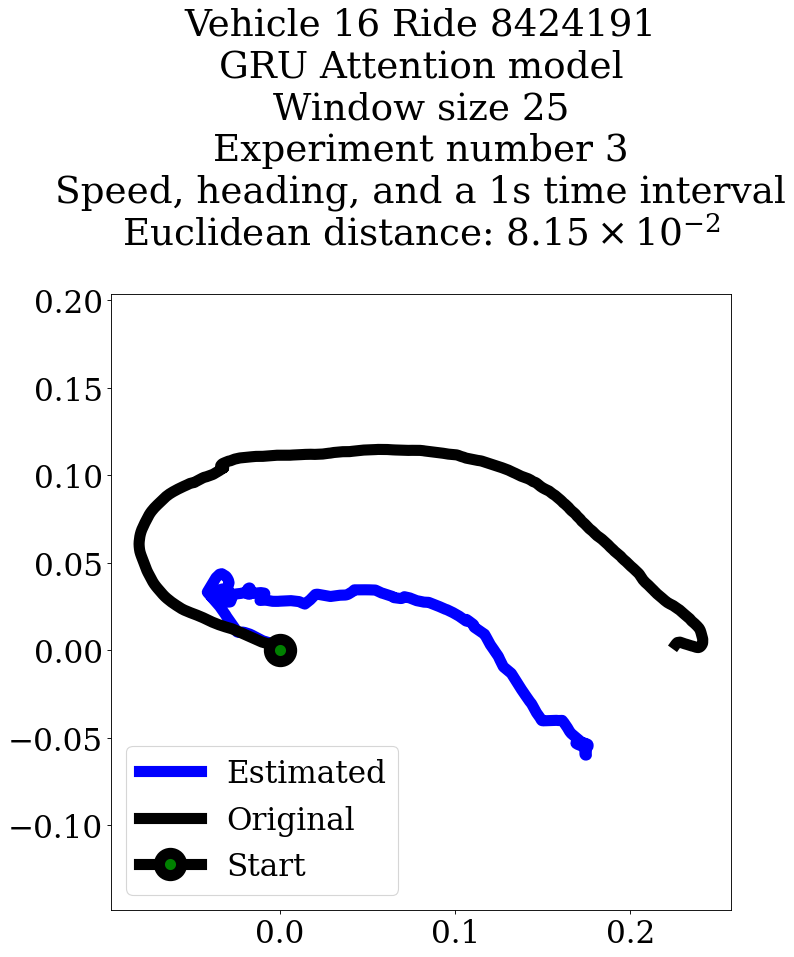 Vehicle 16 Ride 8424191
GRU Attention model
Window size 25
Experiment number 3
Speed, heading, and a 1s time interval
Euclidean distance: 8.15 × 10⁻²
0.20
0.15
0.10
0.05
0.00
−0.05
−0.10
Estimated
Original
Start
0.0
0.1
0.2